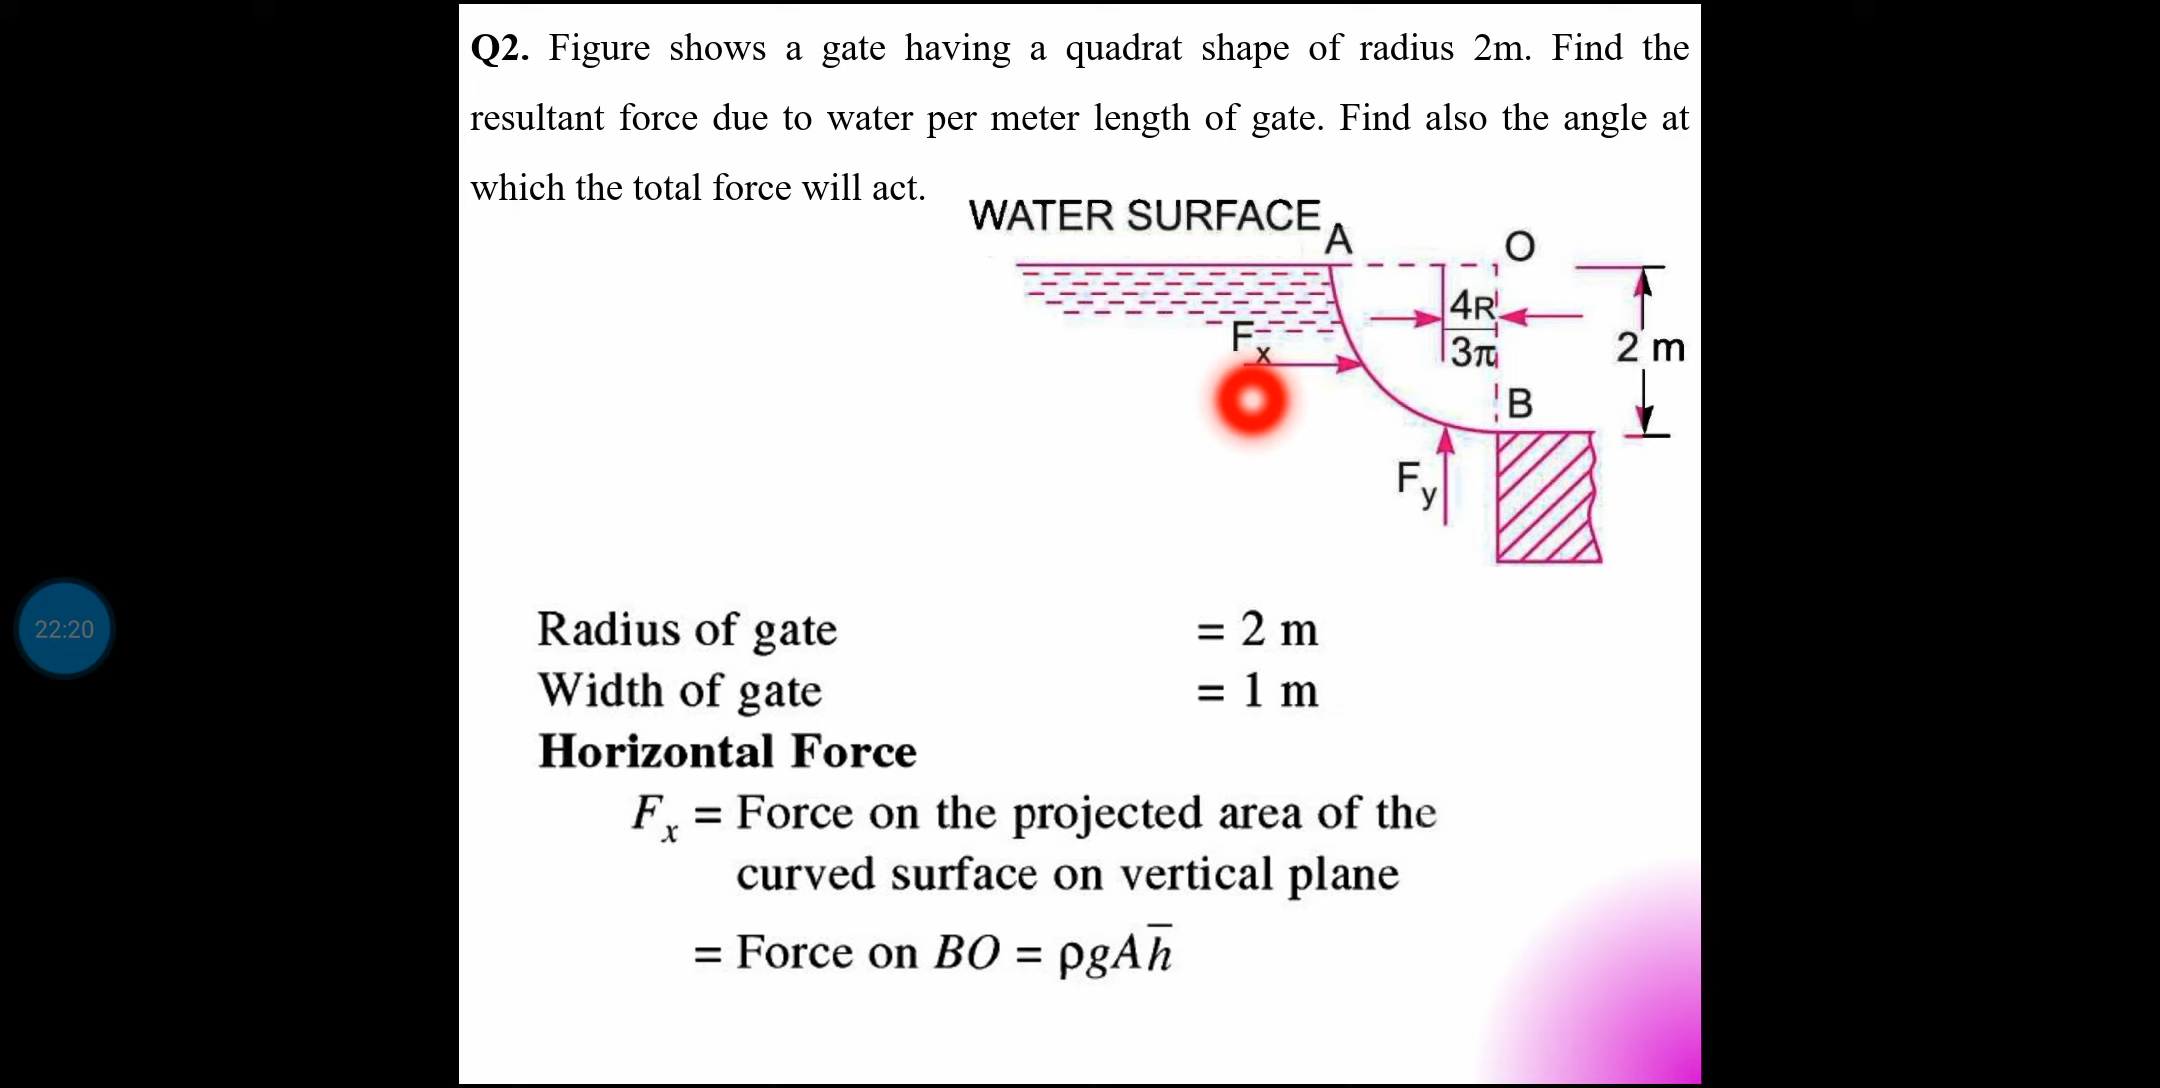 Q2. Figure shows a gate having a quadrat shape of radius 2m. Find the
resultant force due to water per meter length of gate. Find also the angle at
which the total force will act.
WATER SURFACE
A
O
4R
3π
F
x
2 m
B
F
y
22:20
Radius of gate = 2 m
Width of gate = 1 m
Horizontal Force
Fx = Force on the projected area of the
curved surface on vertical plane
= Force on BO = ρgAh̅